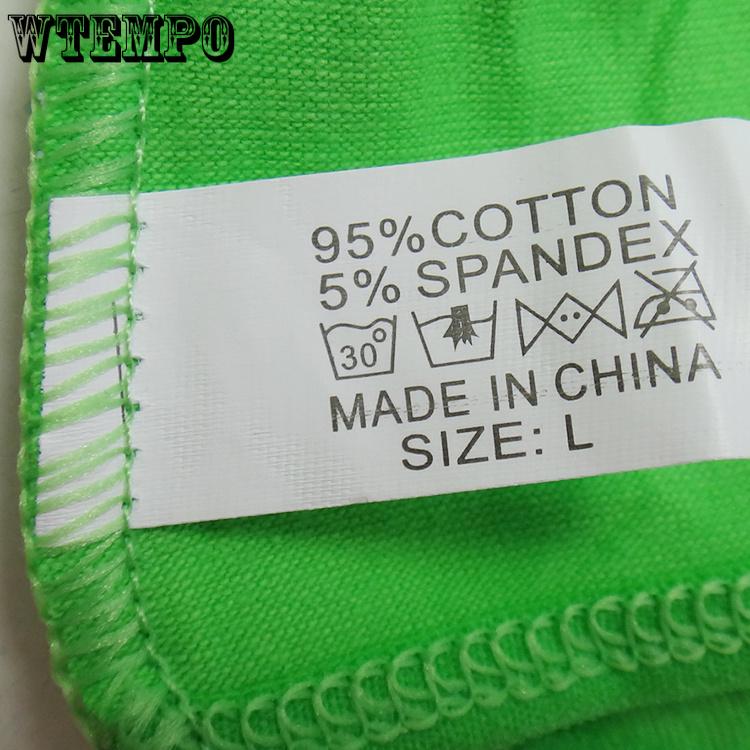 WTEMPO
95% COTTON
5% SPANDEX
30°
MADE IN CHINA
SIZE: L